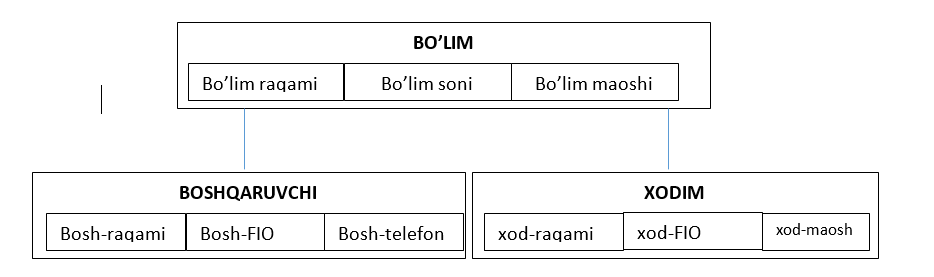 BO’LIM
Bo’lim raqami Bo’lim soni Bo’lim maoshi
BOSHQARUVCHI
Bosh-raqami Bosh-FIO Bosh-telefon
XODIM
xod-raqami xod-FIO xod-maosh